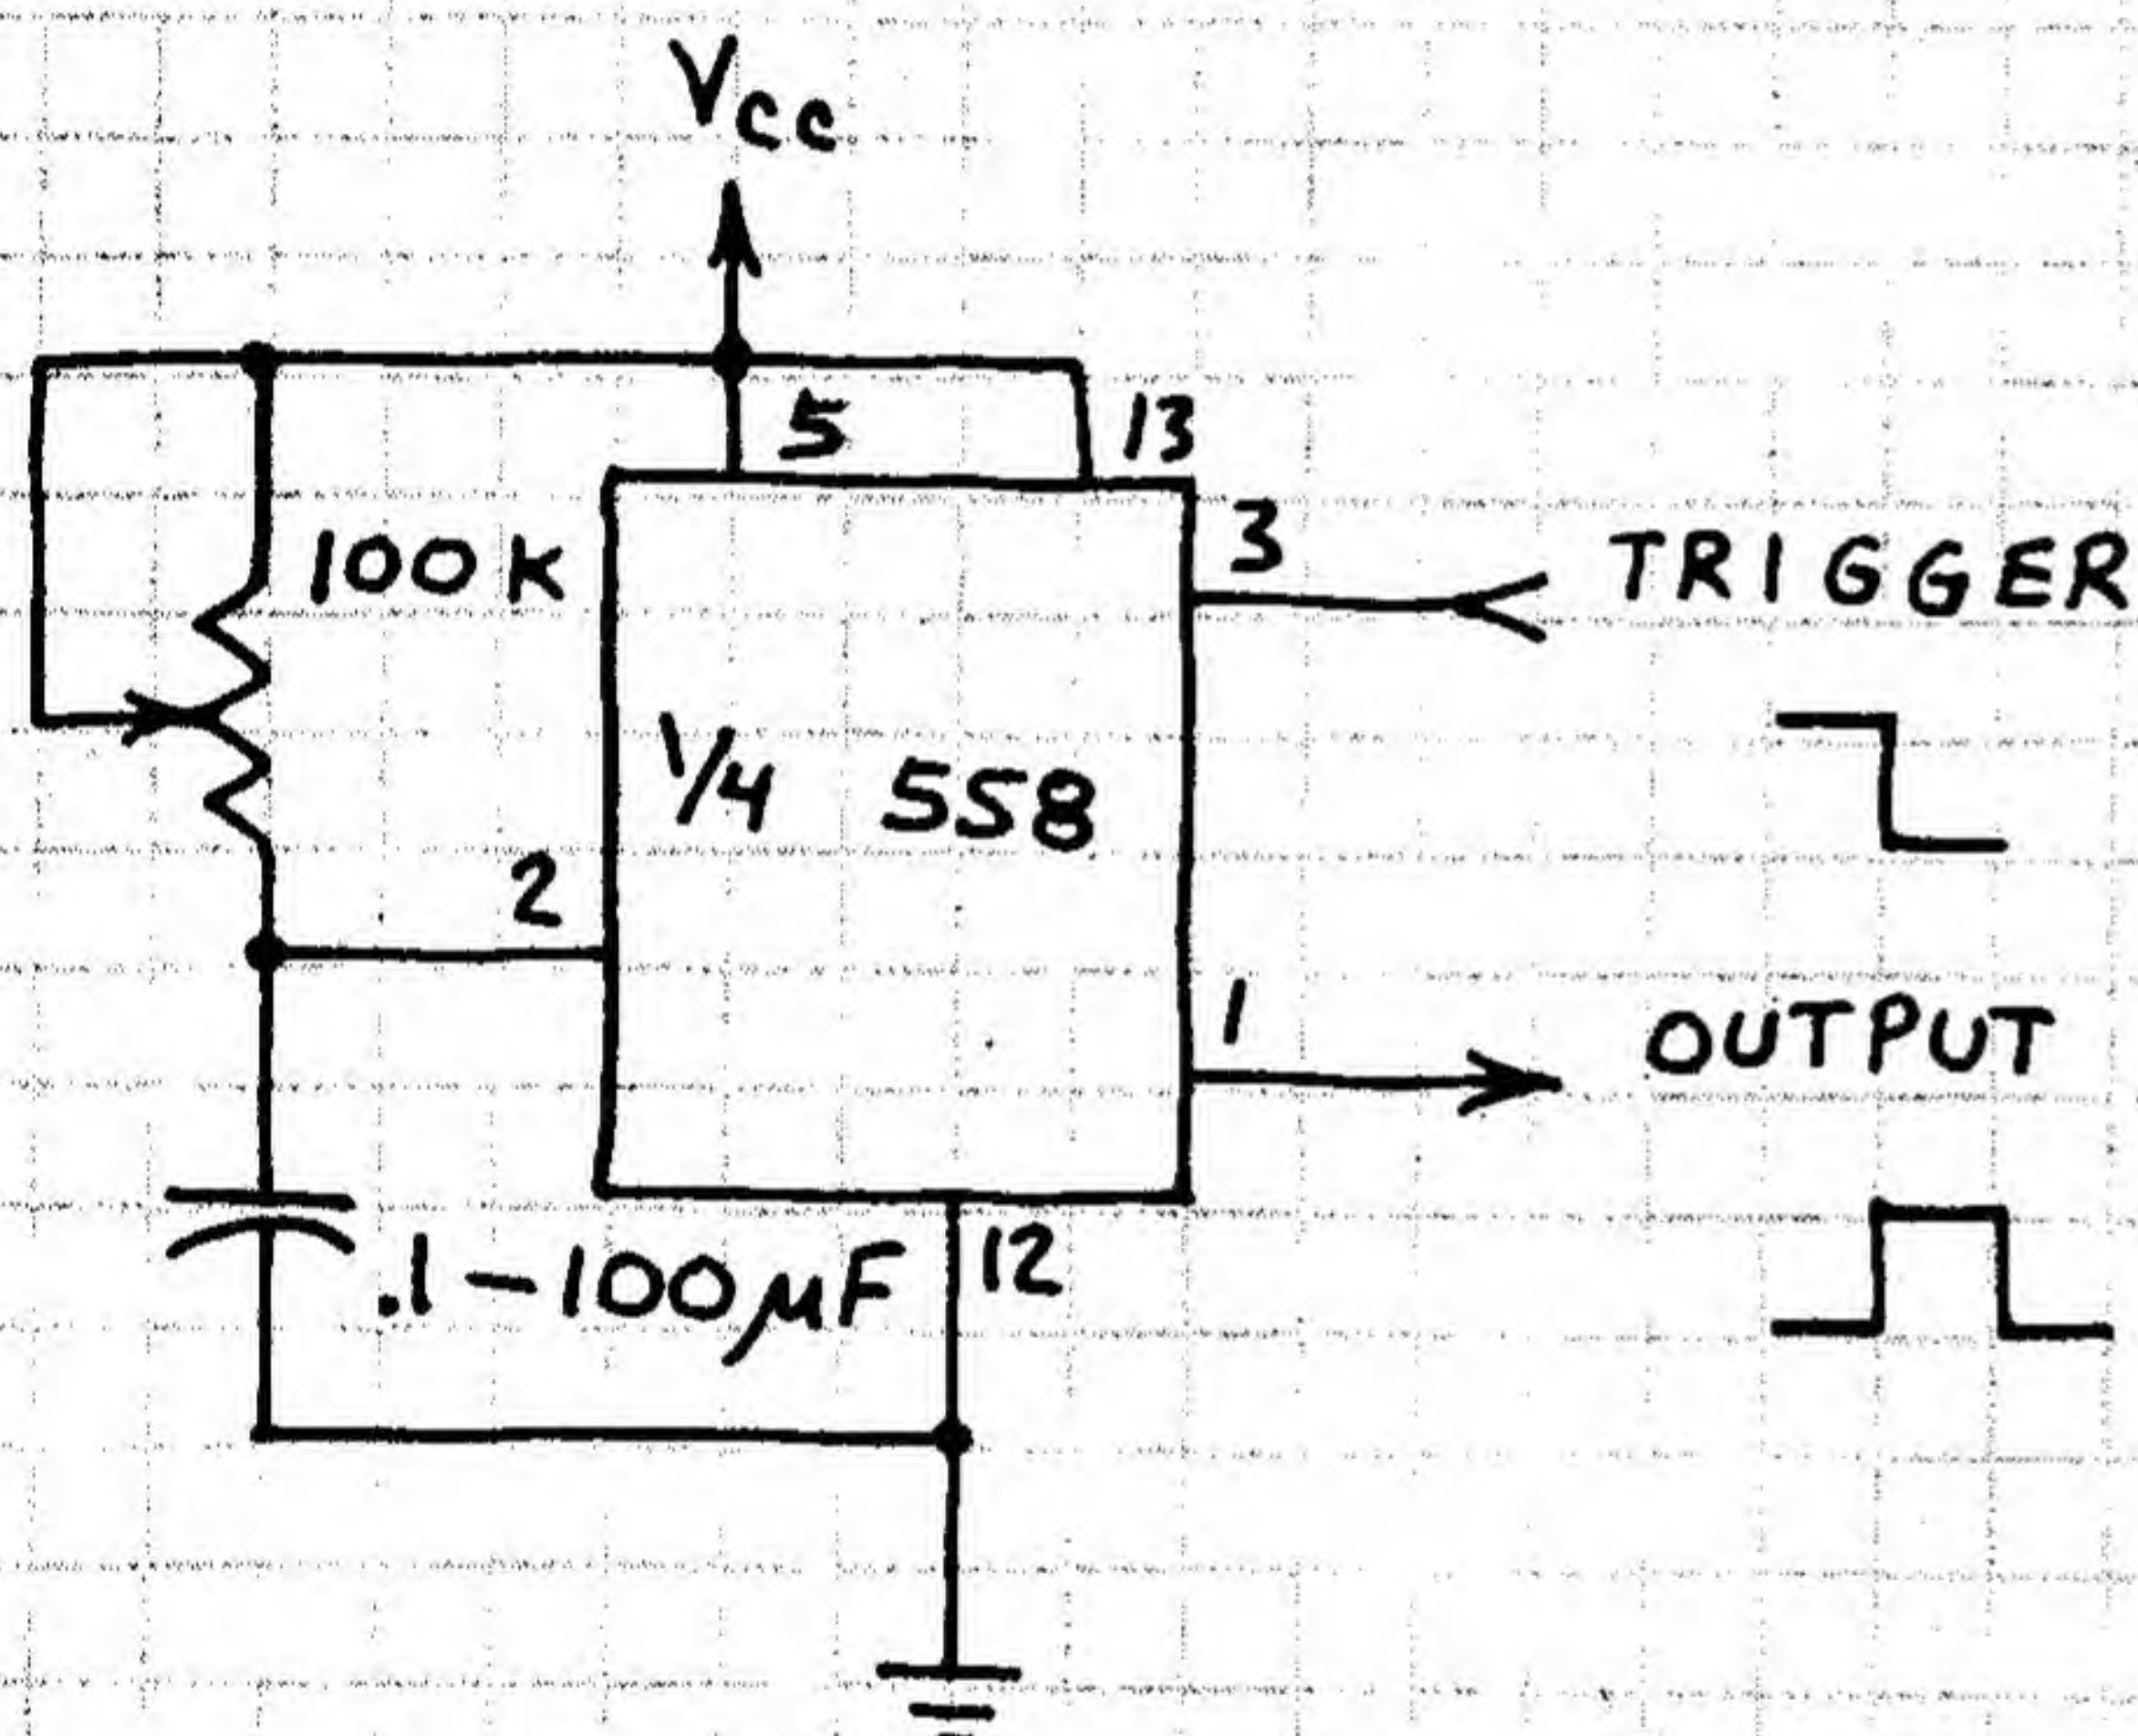 Vcc
5
13
3
TRIGGER
100K
1/4 558
2
1
OUTPUT
.1-100µF
12